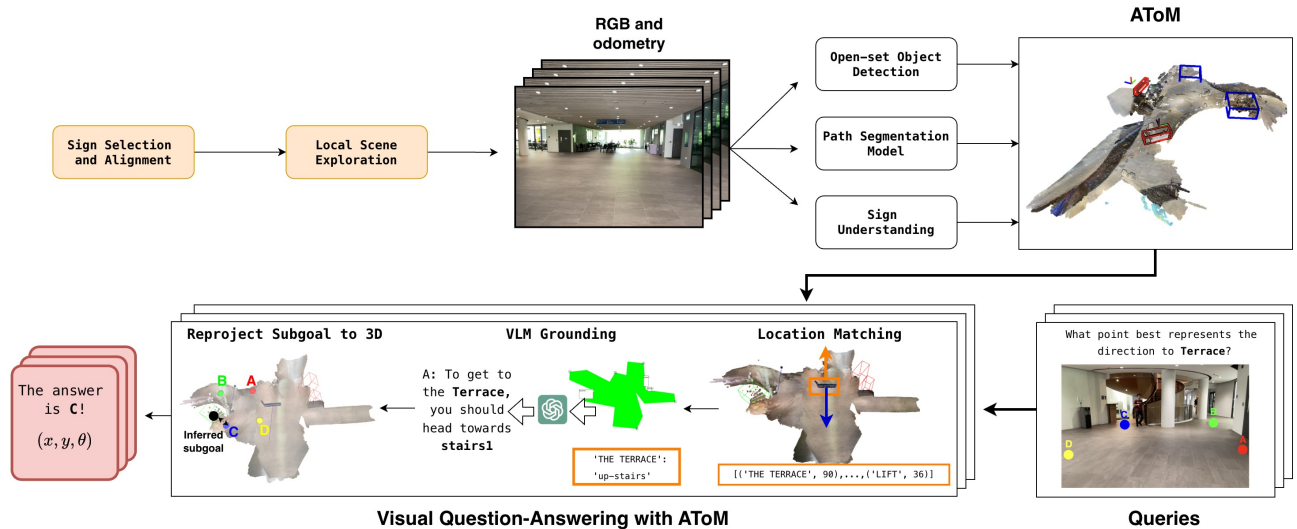 AToM
RGB and
odometry
Open-set Object
Detection
Sign Selection
and Alignment
Local Scene
Exploration
Path Segmentation
Model
Sign
Understanding
Reproject Subgoal to 3D
VLM Grounding
Location Matching
What point best represents the
direction to Terrace?
The answer
is C!
(x, y, θ)
B
A
C
D
Inferred
subgoal
A: To get to
the Terrace,
you should
head towards
stairs1
'THE TERRACE':
'up-stairs'
[('THE TERRACE', 90),...,('LIFT', 36)]
C
B
D
A
Visual Question-Answering with AToM
Queries